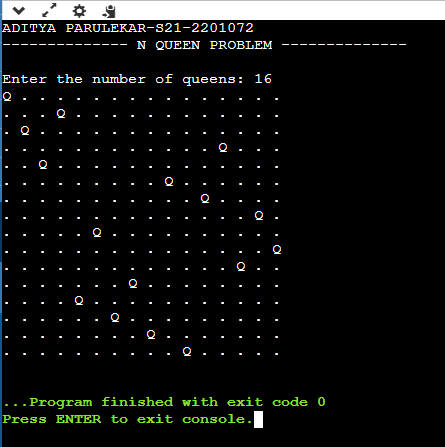 ADITYA PARULEKAR-S21-2201072
-------------- N QUEEN PROBLEM --------------
Enter the number of queens: 16
Q . . . . . . . . . . . . . . .
. . . Q . . . . . . . . . . . .
. Q . . . . . . . . . . . . . .
. . . . . . . . . . . . Q . . .
. . Q . . . . . . . . . . . . .
. . . . . . . . . Q . . . . . .
. . . . . . . . . . . Q . . . .
. . . . . . . . . . . . . . Q .
. . . . . Q . . . . . . . . . .
. . . . . . . . . . . . . . . Q
. . . . . . . . . . . . . Q . .
. . . . . . . Q . . . . . . . .
. . . . Q . . . . . . . . . . .
. . . . . . Q . . . . . . . . .
. . . . . . . . Q . . . . . . .
. . . . . . . . . . Q . . . . .
...Program finished with exit code 0
Press ENTER to exit console.